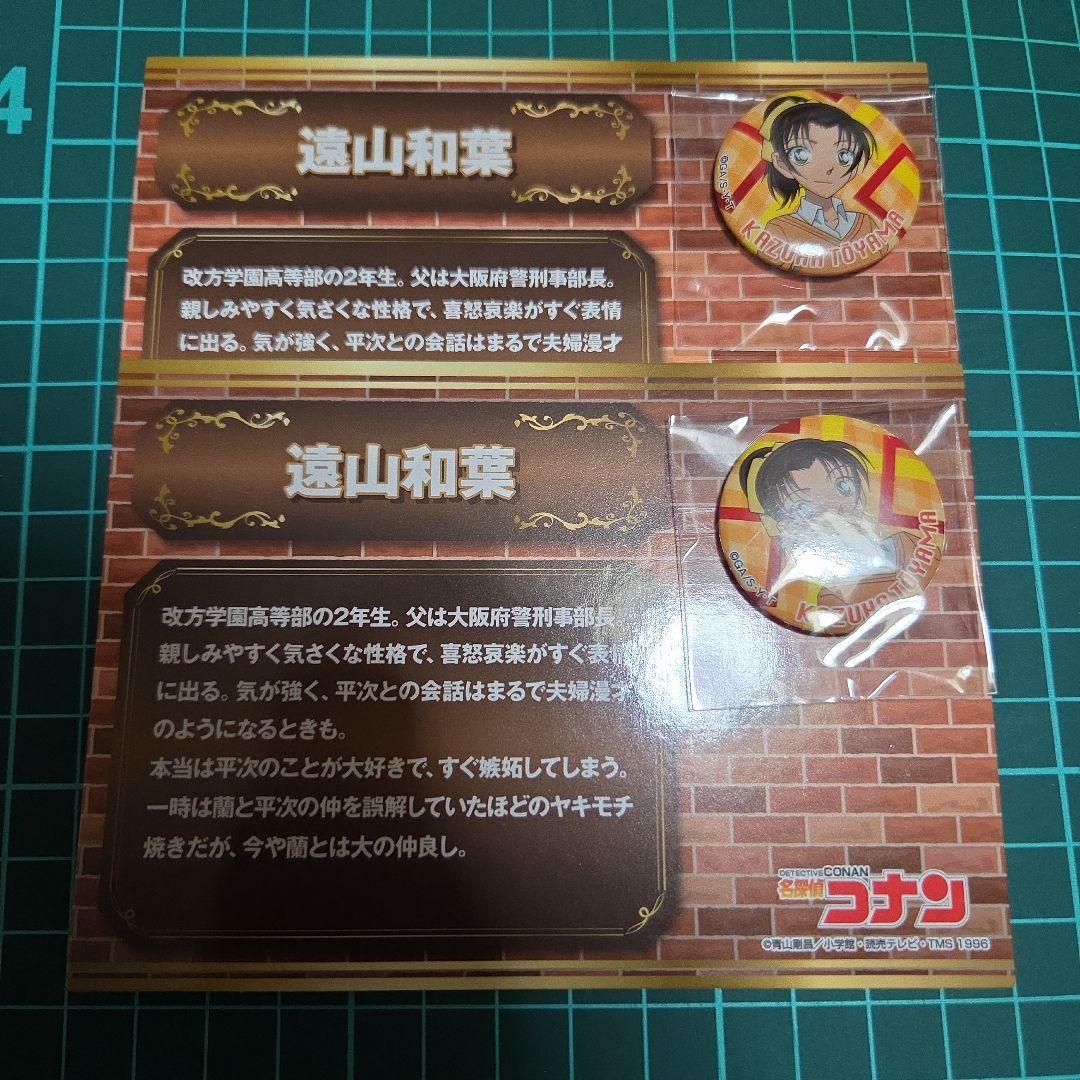 4
遠山和葉
©GA/S・Y・T
KAZUHA TOYAMA
改方学園高等部の2年生。父は大阪府警刑事部長。
親しみやすく気さくな性格で、喜怒哀楽がすぐ表情
に出る。気が強く、平次との会話はまるで夫婦漫才
遠山和葉
©GA/S・Y・T
KAZUHA TOYAMA
改方学園高等部の2年生。父は大阪府警刑事部長。
親しみやすく気さくな性格で、喜怒哀楽がすぐ表情
に出る。気が強く、平次との会話はまるで夫婦漫才
のようになるときも。
本当は平次のことが大好きで、すぐ嫉妬してしまう。
一時は蘭と平次の仲を誤解していたほどのヤキモチ
焼きだが、今や蘭とは大の仲良し。
DETECTIVE CONAN
名探偵コナン
©青山剛昌/小学館・読売テレビ・TMS 1996